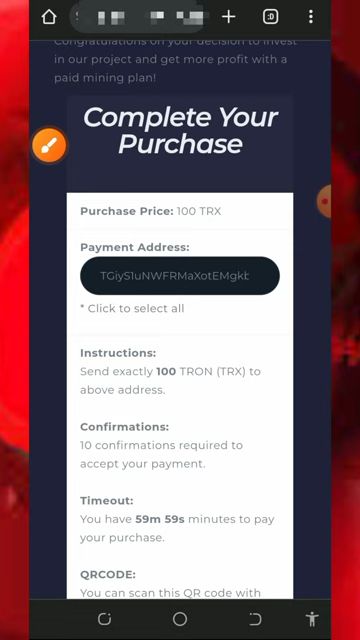 :D
Congratulations on your decision to invest
in our project and get more profit with a
paid mining plan!
Complete Your
Purchase
Purchase Price: 100 TRX
Payment Address:
TGiyS1uNWFRMaXotEMgkt
* Click to select all
Instructions:
Send exactly 100 TRON (TRX) to
above address.
Confirmations:
10 confirmations required to
accept your payment.
Timeout:
You have 59m 59s minutes to pay
your purchase.
QRCODE:
You can scan this QR code with